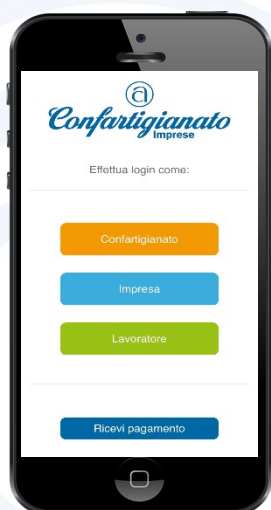 a
Confartigianato
Imprese
Effettua login come:
Confartigianato
Impresa
Lavoratore
Ricevi pagamento